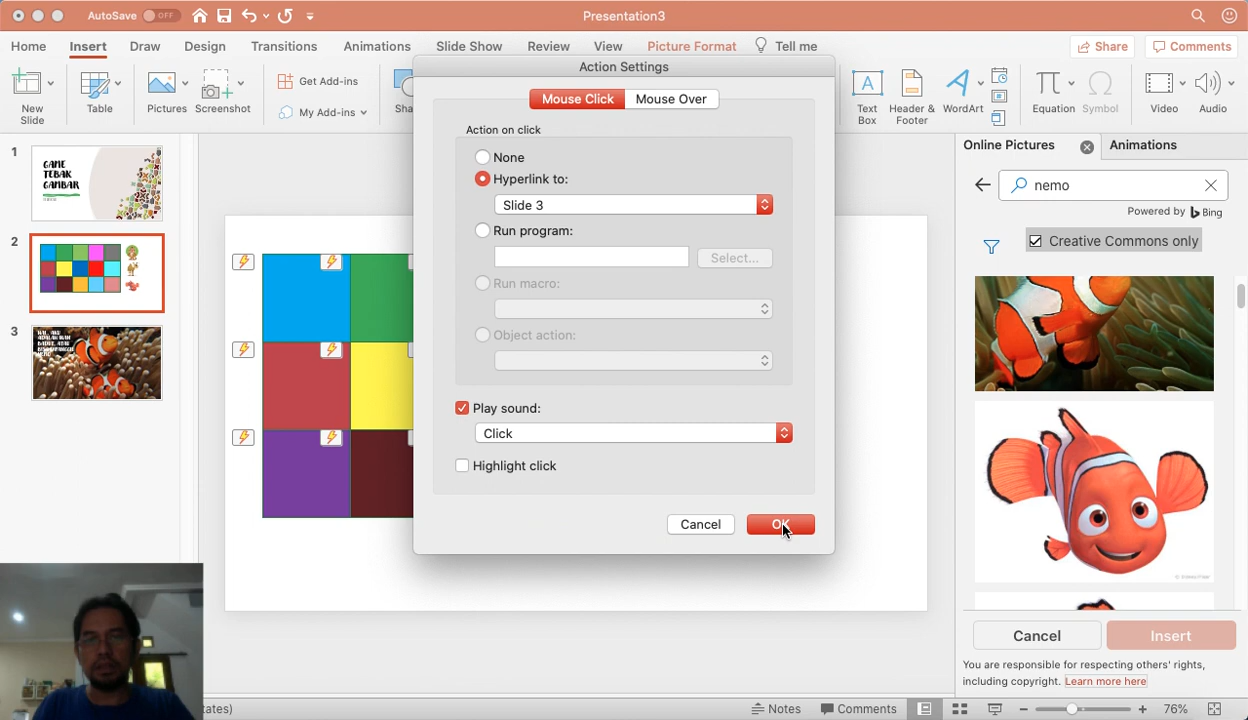 AutoSave OFF
Presentation3
Home Insert Draw Design Transitions Animations Slide Show Review View Picture Format Tell me
Share Comments
New Slide
Table
Pictures
Screenshot
Get Add-ins
My Add-ins
Text Box
Header & Footer
WordArt
Equation
Symbol
Video
Audio
Action Settings
Mouse Click Mouse Over
Action on click
None
Hyperlink to:
Slide 3
Run program:
Select...
Run macro:
Object action:
Play sound:
Click
Highlight click
Cancel OK
1
GAME
TEBAK
GAMBAR
2
3
Online Pictures Animations
nemo
Powered by Bing
Creative Commons only
Cancel Insert
You are responsible for respecting others' rights,
including copyright. Learn more here
tates)
Notes Comments 76%